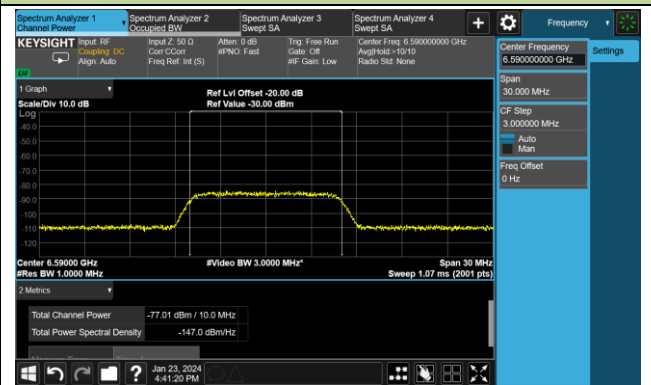 Spectrum Analyzer 1
Channel Power
Spectrum Analyzer 2
Occupied BW
Spectrum Analyzer 3
Swept SA
Spectrum Analyzer 4
Swept SA
+
Frequency
KEYSIGHT
Input: RF
Coupling: DC
Align: Auto
Input Z: 50 Ω
Corr CCorr
Freq Ref: Int (S)
Atten: 0 dB
#PNO: Fast
Trig: Free Run
Gate: Off
#IF Gain: Low
Center Freq: 6.590000000 GHz
Avg|Hold:>10/10
Radio Std: None
Center Frequency
6.590000000 GHz
Settings
Span
30.000 MHz
CF Step
3.000000 MHz
Auto
Man
Freq Offset
0 Hz
1 Graph
Scale/Div 10.0 dB
Ref Lvl Offset -20.00 dB
Ref Value -30.00 dBm
Log
-40.0
-50.0
-60.0
-70.0
-80.0
-90.0
-100
-110
-120
Center 6.59000 GHz
#Video BW 3.0000 MHz*
Span 30 MHz
#Res BW 1.0000 MHz
Sweep 1.07 ms (2001 pts)
2 Metrics
Total Channel Power -77.01 dBm / 10.0 MHz
Total Power Spectral Density -147.0 dBm/Hz
?
Jan 23, 2024
4:41:20 PM